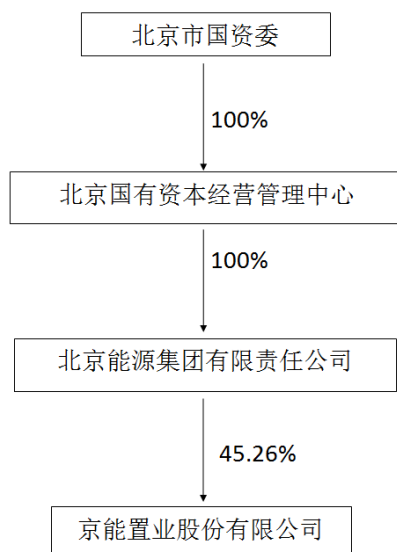 北京市国资委
100%
北京国有资本经营管理中心
100%
北京能源集团有限责任公司
45.26%
京能置业股份有限公司